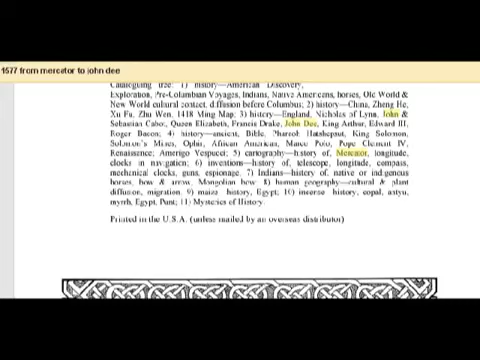 1577 from mercator to john dee
Cataloguing tree: 1) history—American Discovery,
Exploration, Pre-Columbian Voyages, Indians, Native Americans, horses, Old World &
New World cultural contact, diffusion before Columbus; 2) history—China, Zheng He,
Xu Fu, Zhu Wen, 1418 Ming Map; 3) history—England, Nicholas of Lynn, John &
Sebastian Cabot, Queen Elizabeth, Francis Drake, John Dee, King Arthur, Edward III,
Roger Bacon; 4) history—ancient, Bible, Pharoah Hatshepsut, King Solomon,
Solomon's Mines, Ophir, African Americas, Marco Polo, Pope Clement IV,
Renaissance; Amerigo Vespucci; 5) cartography—history of, Mercator, longitude,
clocks in navigation; 6) inventions—history of, telescope, longitude, compass,
mechanical clocks, guns, espionage. 7) Indians—history of, native or indigenous
horses, bow & arrow, Mongolian bow; 8) human geography—cultural & plant
diffusion, migration. 9) maize history, Egypt; 10) incense history, copal,
myrrh, Egypt, Punt; 11) Mysteries of History.
Printed in the U.S.A. (unless mailed by an overseas distributor)